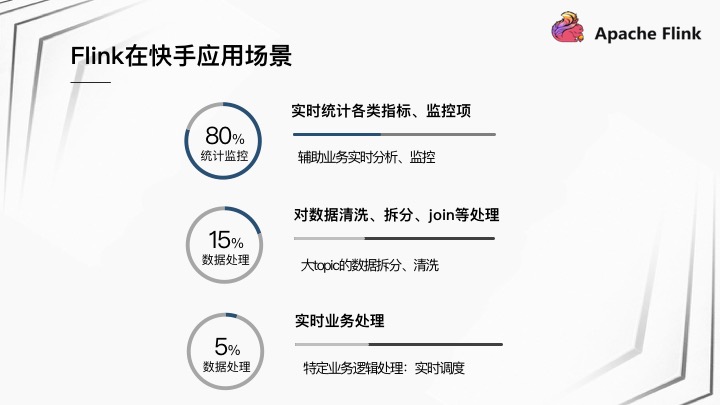 Apache Flink
Flink在快手应用场景
80%
统计监控
实时统计各类指标、监控项
辅助业务实时分析、监控
15%
数据处理
对数据清洗、拆分、join等处理
大topic的数据拆分、清洗
5%
数据处理
实时业务处理
特定业务逻辑处理：实时调度